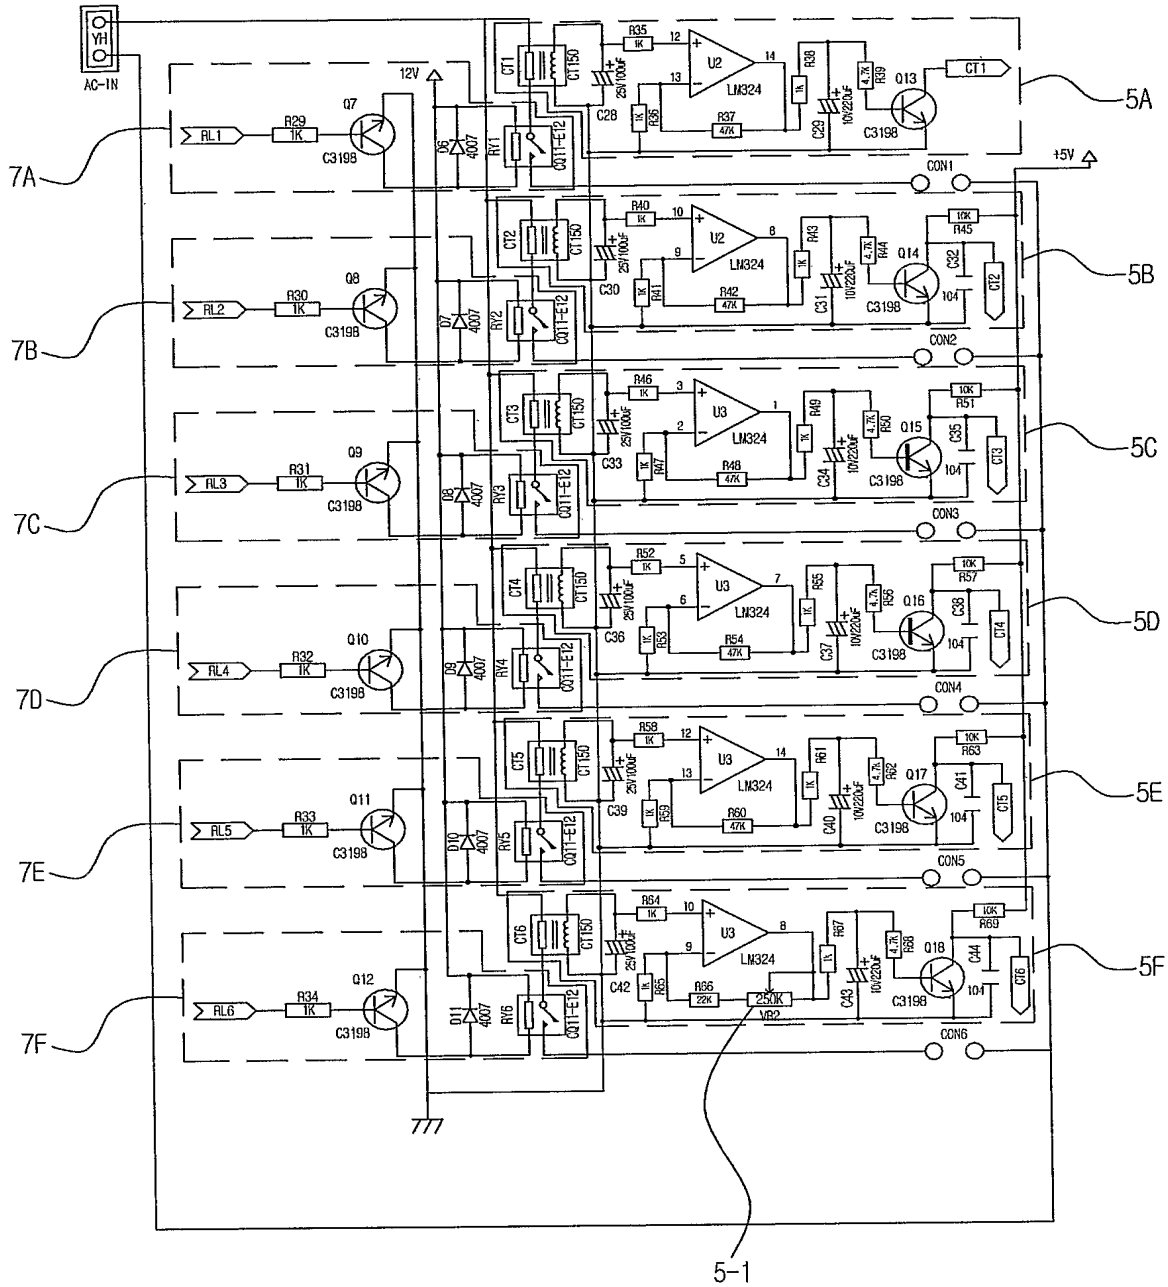 YH
AC-IN
12V
+5V
7A
RL1
R29
1K
Q7
C3198
D6
4007
RY1
CQ11-E12
CT1
CT150
25V100uF
C28
R35
1K
12
13
14
U2
LM324
1K
R36
R37
47K
R38
1k
C29
10V220uF
4.7K
R39
Q13
C3198
CT1
5A
CON1
7B
RL2
R30
1K
Q8
C3198
D7
4007
RY2
CQ11-E12
CT2
CT150
25V100uF
C30
R40
1K
10
9
8
U2
LM324
1K
R41
R42
47K
R43
1K
C31
10V220uF
4.7K
R44
Q14
C3198
10K
R45
C32
104
CT2
5B
CON2
7C
RL3
R31
1K
Q9
C3198
D8
4007
RY3
CQ11-E12
CT3
CT150
25V100uF
C33
R46
1K
3
2
1
U3
LM324
1K
R47
R48
47K
R49
1K
C34
10V220uF
4.7K
R50
Q15
C3198
10K
R51
C35
104
CT3
5C
CON3
7D
RL4
R32
1K
Q10
C3198
D9
4007
RY4
CQ11-E12
CT4
CT150
25V100uF
C36
R52
1K
5
6
7
U3
LM324
1K
R53
R54
47K
R55
1K
C37
10V220uF
4.7k
R56
Q16
C3198
10K
R57
C38
104
CT4
5D
CON4
7E
RL5
R33
1K
Q11
C3198
D10
4007
RY5
CQ11-E12
CT5
CT150
25V100uF
C39
R58
1K
12
13
14
U3
LM324
1K
R59
R60
47K
R61
1K
C40
10V220uF
4.7k
R62
Q17
C3198
10K
R63
C41
104
CT5
5E
CON5
7F
RL6
R34
1K
Q12
C3198
D11
4007
RY6
CQ11-E12
CT6
CT150
25V100uF
C42
R64
1K
10
9
8
U3
LM324
1K
R65
R66
22K
250K
VR2
R67
1k
C43
10V220uF
4.7K
R68
Q18
C3198
10K
R69
C44
104
CT6
5F
CON6
5-1